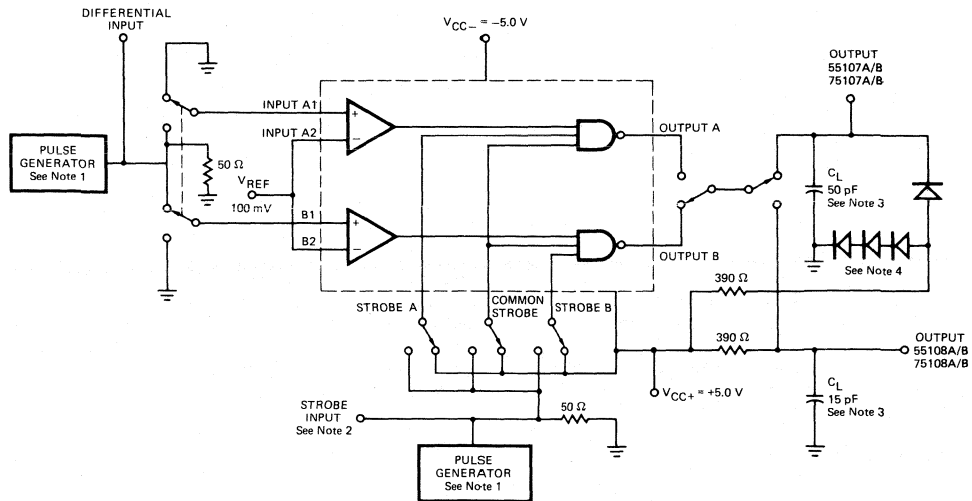 DIFFERENTIAL
INPUT
VCC– = –5.0 V
OUTPUT
55107A/B
75107A/B
INPUT A1
INPUT A2
+
–
OUTPUT A
PULSE
GENERATOR
See Note 1
50 Ω
VREF
100 mV
CL
50 pF
See Note 3
B1
B2
+
–
OUTPUT B
See Note 4
390 Ω
STROBE A
COMMON
STROBE
STROBE B
390 Ω
OUTPUT
55108A/B
75108A/B
VCC+ = +5.0 V
CL
15 pF
See Note 3
STROBE
INPUT
See Note 2
50 Ω
PULSE
GENERATOR
See Note 1